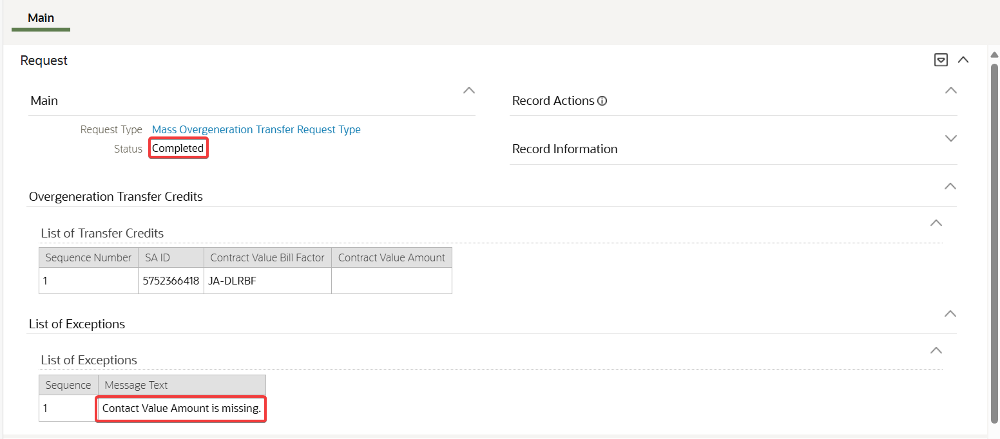 Main
Request
Main
Record Actions
Request Type Mass Overgeneration Transfer Request Type
Status Completed
Record Information
Overgeneration Transfer Credits
List of Transfer Credits
Sequence Number SA ID Contract Value Bill Factor Contract Value Amount
1 5752366418 JA-DLRBF
List of Exceptions
List of Exceptions
Sequence Message Text
1 Contact Value Amount is missing.